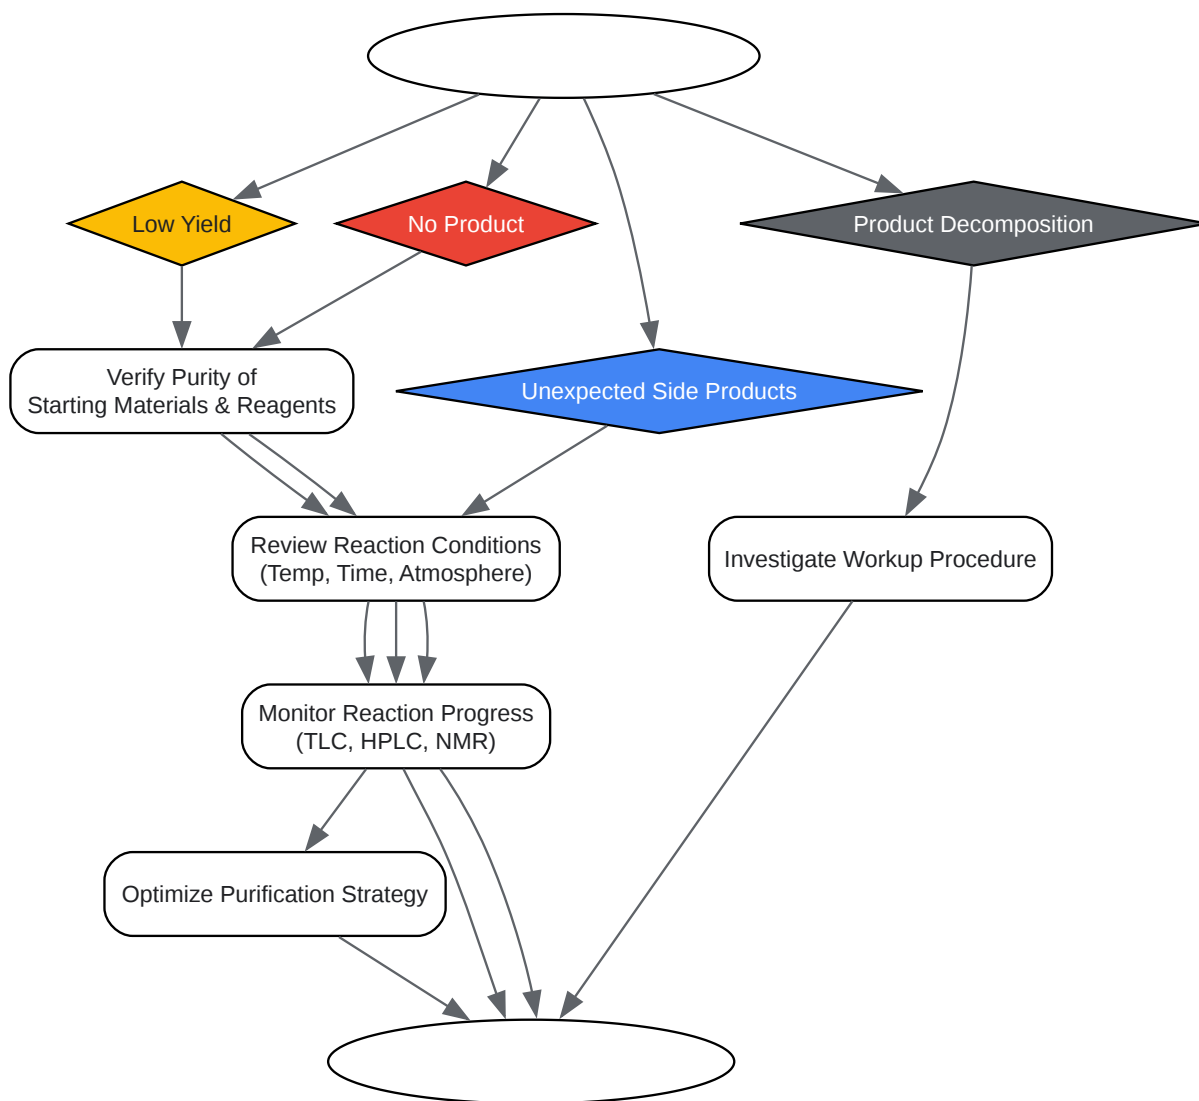 Low Yield
No Product
Product Decomposition
Verify Purity of
Starting Materials & Reagents
Unexpected Side Products
Review Reaction Conditions
(Temp, Time, Atmosphere)
Investigate Workup Procedure
Monitor Reaction Progress
(TLC, HPLC, NMR)
Optimize Purification Strategy